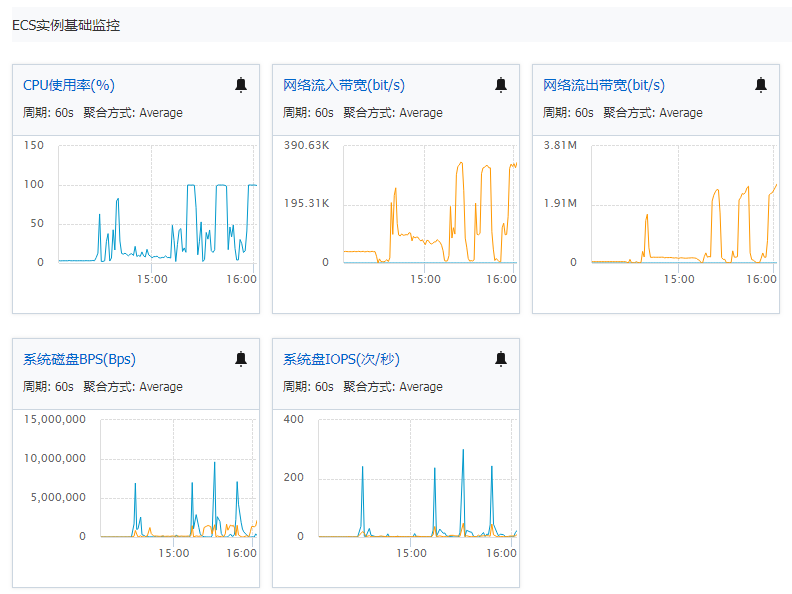 ECS实例基础监控
CPU使用率(%)
周期: 60s 聚合方式: Average
150
100
50
0
15:00
16:00
网络流入带宽(bit/s)
周期: 60s 聚合方式: Average
390.63K
195.31K
0
15:00
16:00
网络流出带宽(bit/s)
周期: 60s 聚合方式: Average
3.81M
1.91M
0
15:00
16:00
系统磁盘BPS(Bps)
周期: 60s 聚合方式: Average
15,000,000
10,000,000
5,000,000
0
15:00
16:00
系统盘IOPS(次/秒)
周期: 60s 聚合方式: Average
400
200
0
15:00
16:00